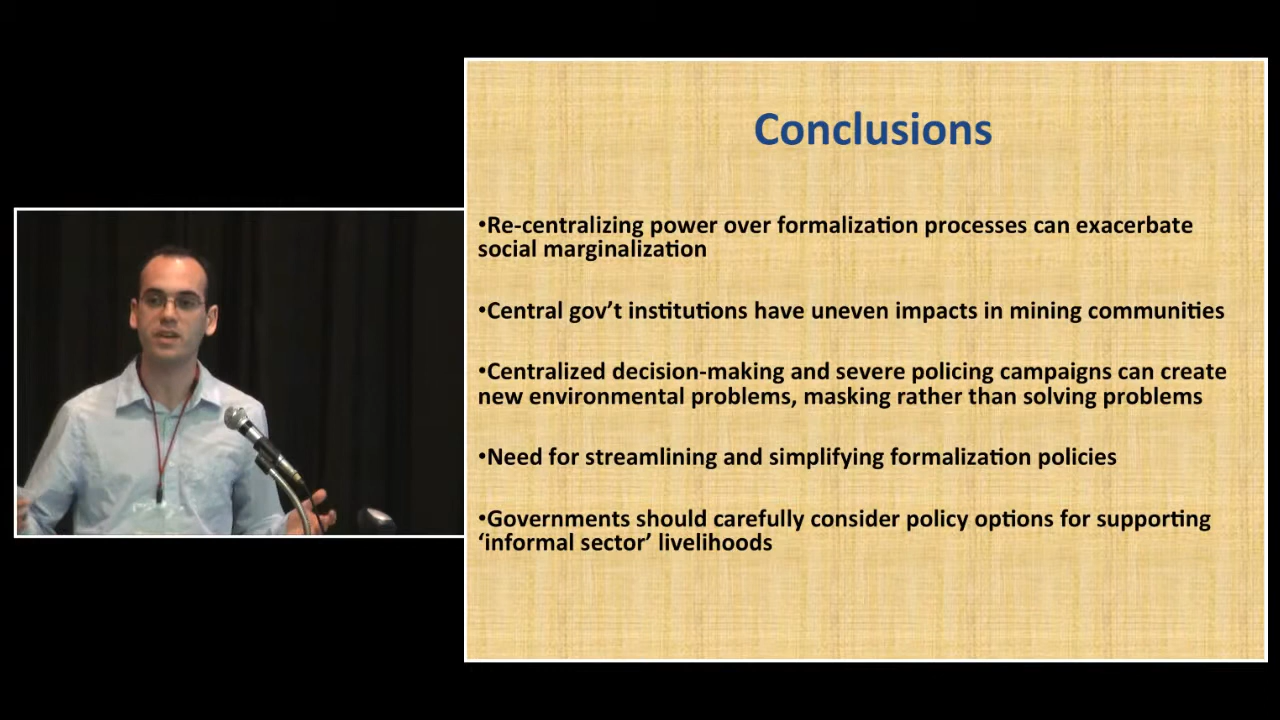 Conclusions
•Re-centralizing power over formalization processes can exacerbate
social marginalization
•Central gov’t institutions have uneven impacts in mining communities
•Centralized decision-making and severe policing campaigns can create
new environmental problems, masking rather than solving problems
•Need for streamlining and simplifying formalization policies
•Governments should carefully consider policy options for supporting
‘informal sector’ livelihoods